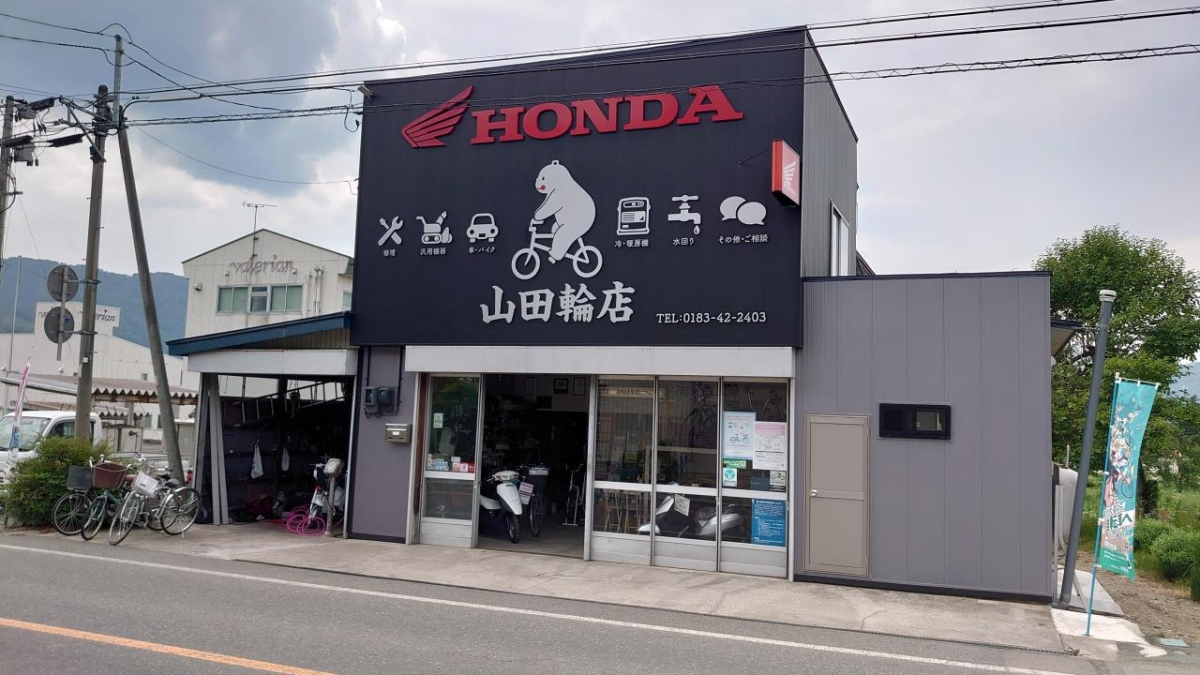 HONDA
修理
汎用機器
車・バイク
冷・暖房機
水回り
その他・ご相談
山田輪店
TEL:0183-42-2403
valerian
valerian